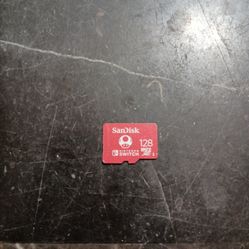 SanDisk
128
NINTENDO
SWITCH